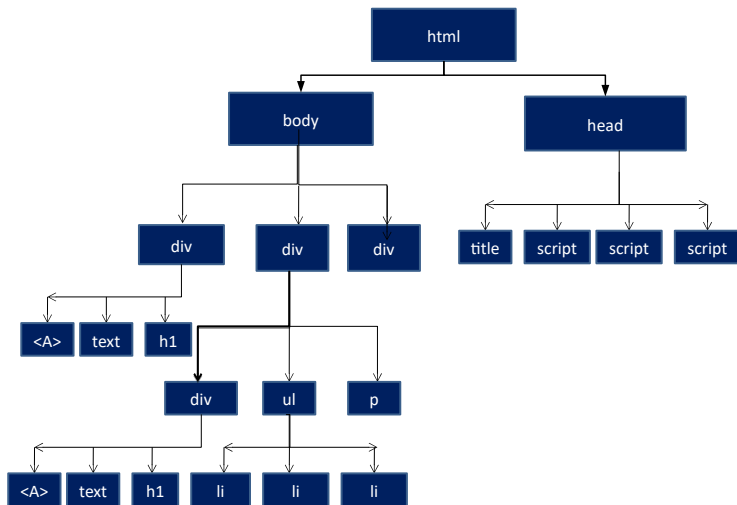 html
body
head
div
div
div
title
script
script
script
<A>
text
h1
div
ul
p
<A>
text
h1
li
li
li